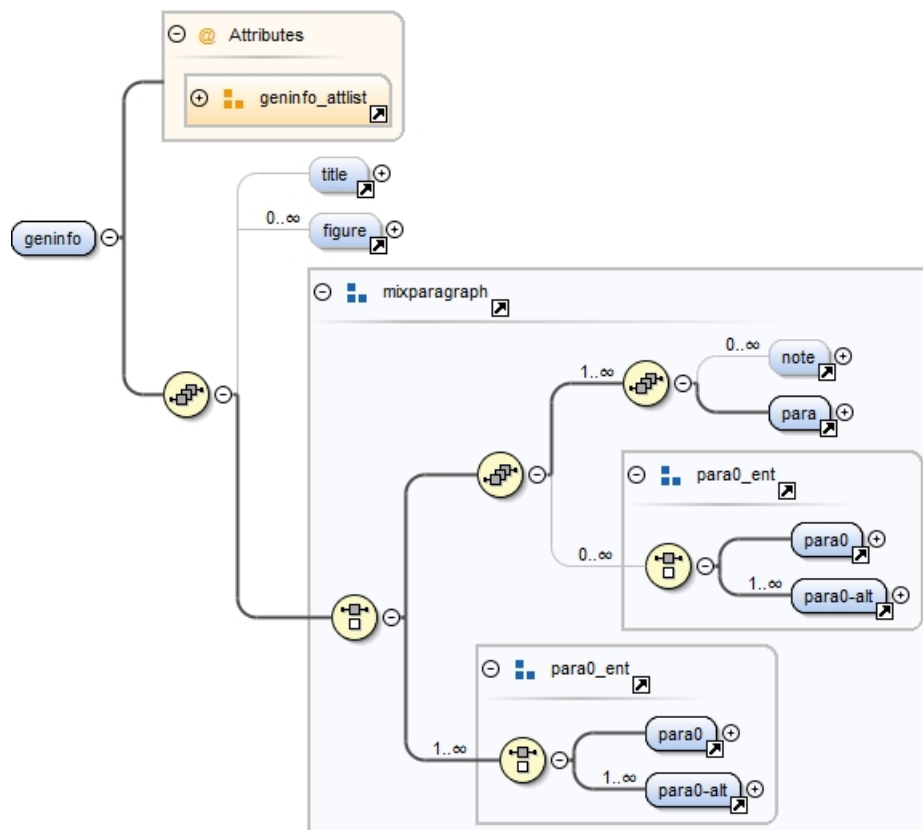 @ Attributes
geninfo_attlist
title
0..∞
figure
geninfo
mixparagraph
0..∞
note
1..∞
para
para0_ent
para0
0..∞
1..∞
para0-alt
para0_ent
para0
1..∞
1..∞
para0-alt